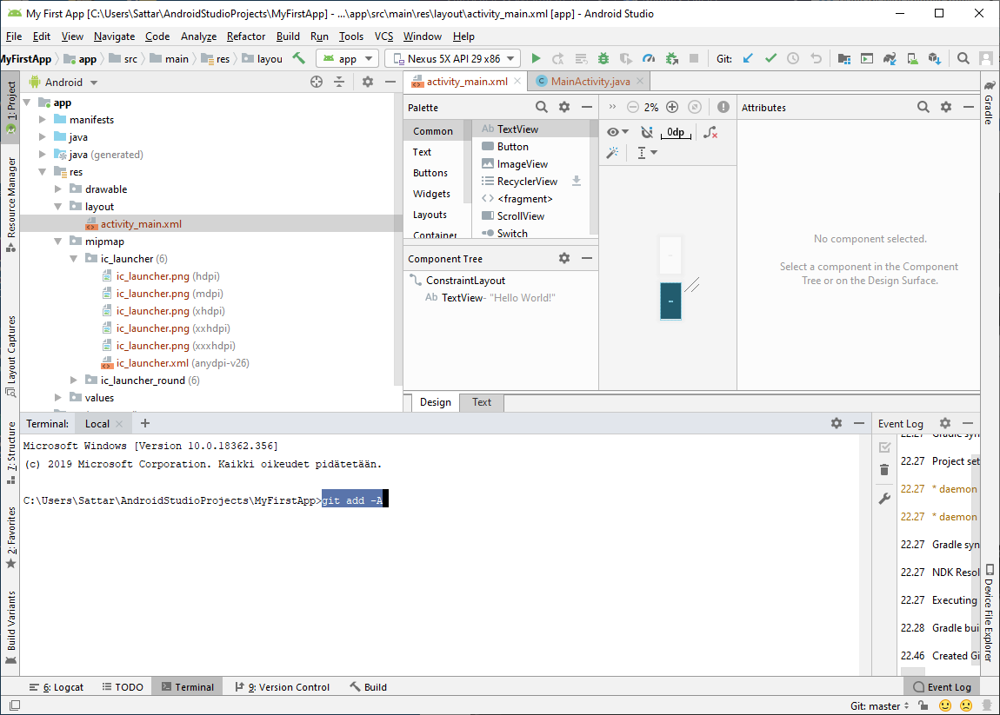 My First App [C:\Users\Sattar\AndroidStudioProjects\MyFirstApp] - ...\app\src\main\res\layout\activity_main.xml [app] - Android Studio
File Edit View Navigate Code Analyze Refactor Build Run Tools VCS Window Help
MyFirstApp app src main res layou app Nexus 5X API 29 x86 Git:
1: Project
Resource Manager
Layout Captures
7: Structure
2: Favorites
Build Variants
Android
app
manifests
java
java (generated)
res
drawable
layout
activity_main.xml
mipmap
ic_launcher (6)
ic_launcher.png (hdpi)
ic_launcher.png (mdpi)
ic_launcher.png (xhdpi)
ic_launcher.png (xxhdpi)
ic_launcher.png (xxxhdpi)
ic_launcher.xml (anydpi-v26)
ic_launcher_round (6)
values
activity_main.xml MainActivity.java
Palette
Common
Text
Buttons
Widgets
Layouts
Container
Ab TextView
Button
ImageView
RecyclerView
<fragment>
ScrollView
Switch
Component Tree
ConstraintLayout
Ab TextView- "Hello World!"
2%
0dp
Attributes
No component selected.
Select a component in the Component
Tree or on the Design Surface.
Design Text
Gradle
Device File Explorer
Terminal: Local
Microsoft Windows [Version 10.0.18362.356]
(c) 2019 Microsoft Corporation. Kaikki oikeudet pidätetään.
C:\Users\Sattar\AndroidStudioProjects\MyFirstApp>git add -A
Event Log
22.27 Gradle syn
22.27 Project set
22.27 * daemon
22.27 * daemon
22.27 Gradle syn
22.27 NDK Resol
22.27 Executing
22.28 Gradle bui
22.46 Created Gi
6: Logcat TODO Terminal 9: Version Control Build Event Log
Git: master